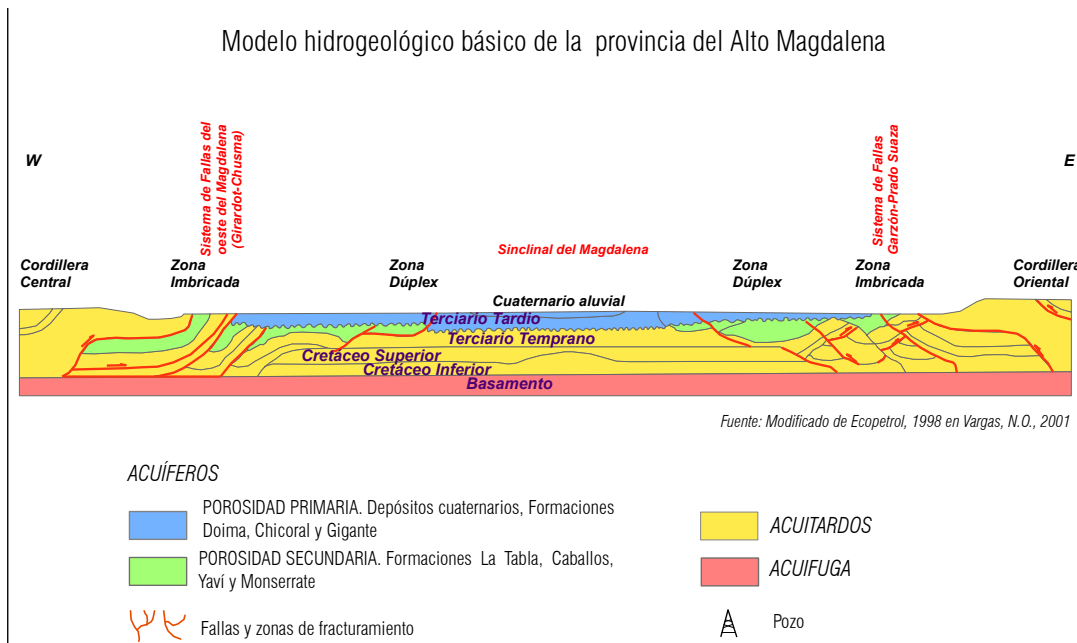 Modelo hidrogeológico básico de la provincia del Alto Magdalena
W
Sistema de Fallas del
oeste del Magdalena
(Girardot-Chusma)
Sistema de Fallas
Garzón-Prado Suaza
E
Sinclinal del Magdalena
Cordillera
Central
Zona
Imbricada
Zona
Dúplex
Zona
Dúplex
Zona
Imbricada
Cordillera
Oriental
Cuaternario aluvial
Terciario Tardio
Terciario Temprano
Cretáceo Superior
Cretáceo Inferior
Basamento
Fuente: Modificado de Ecopetrol, 1998 en Vargas, N.O., 2001
ACUÍFEROS
POROSIDAD PRIMARIA. Depósitos cuaternarios, Formaciones
Doima, Chicoral y Gigante
POROSIDAD SECUNDARIA. Formaciones La Tabla, Caballos,
Yaví y Monserrate
Fallas y zonas de fracturamiento
ACUITARDOS
ACUIFUGA
Pozo